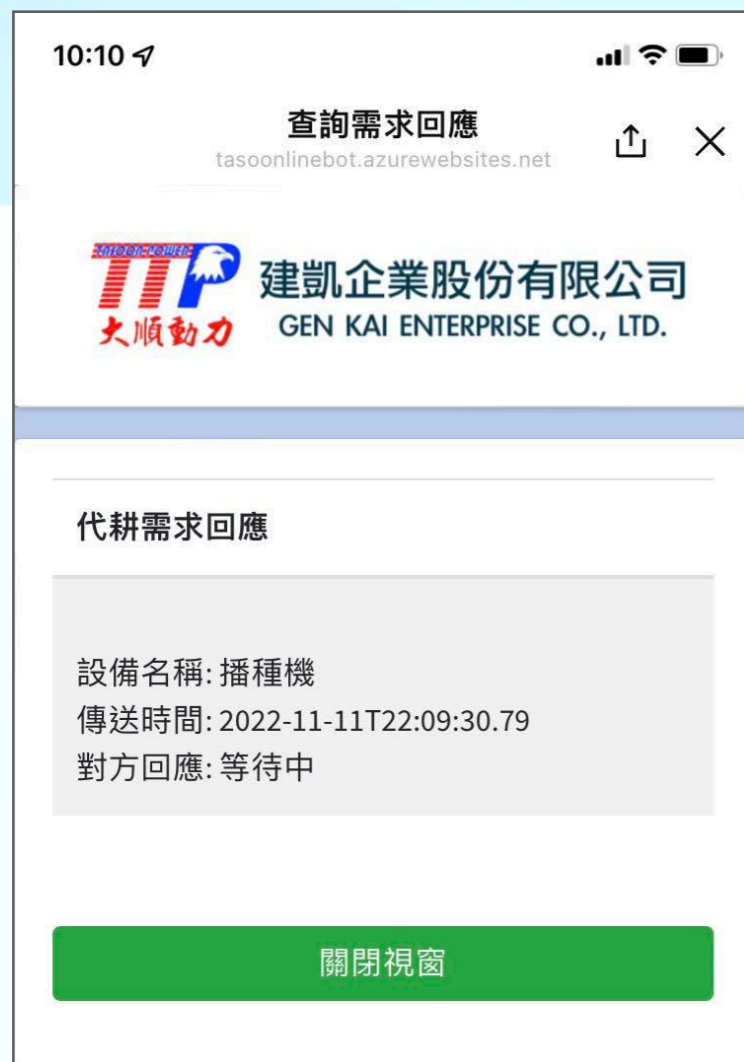 10:10
查詢需求回應
tasoonlinebot.azurewebsites.net
TASOON POWER
TTP
大順動力
建凱企業股份有限公司
GEN KAI ENTERPRISE CO., LTD.
代耕需求回應
設備名稱: 播種機
傳送時間: 2022-11-11T22:09:30.79
對方回應: 等待中
關閉視窗